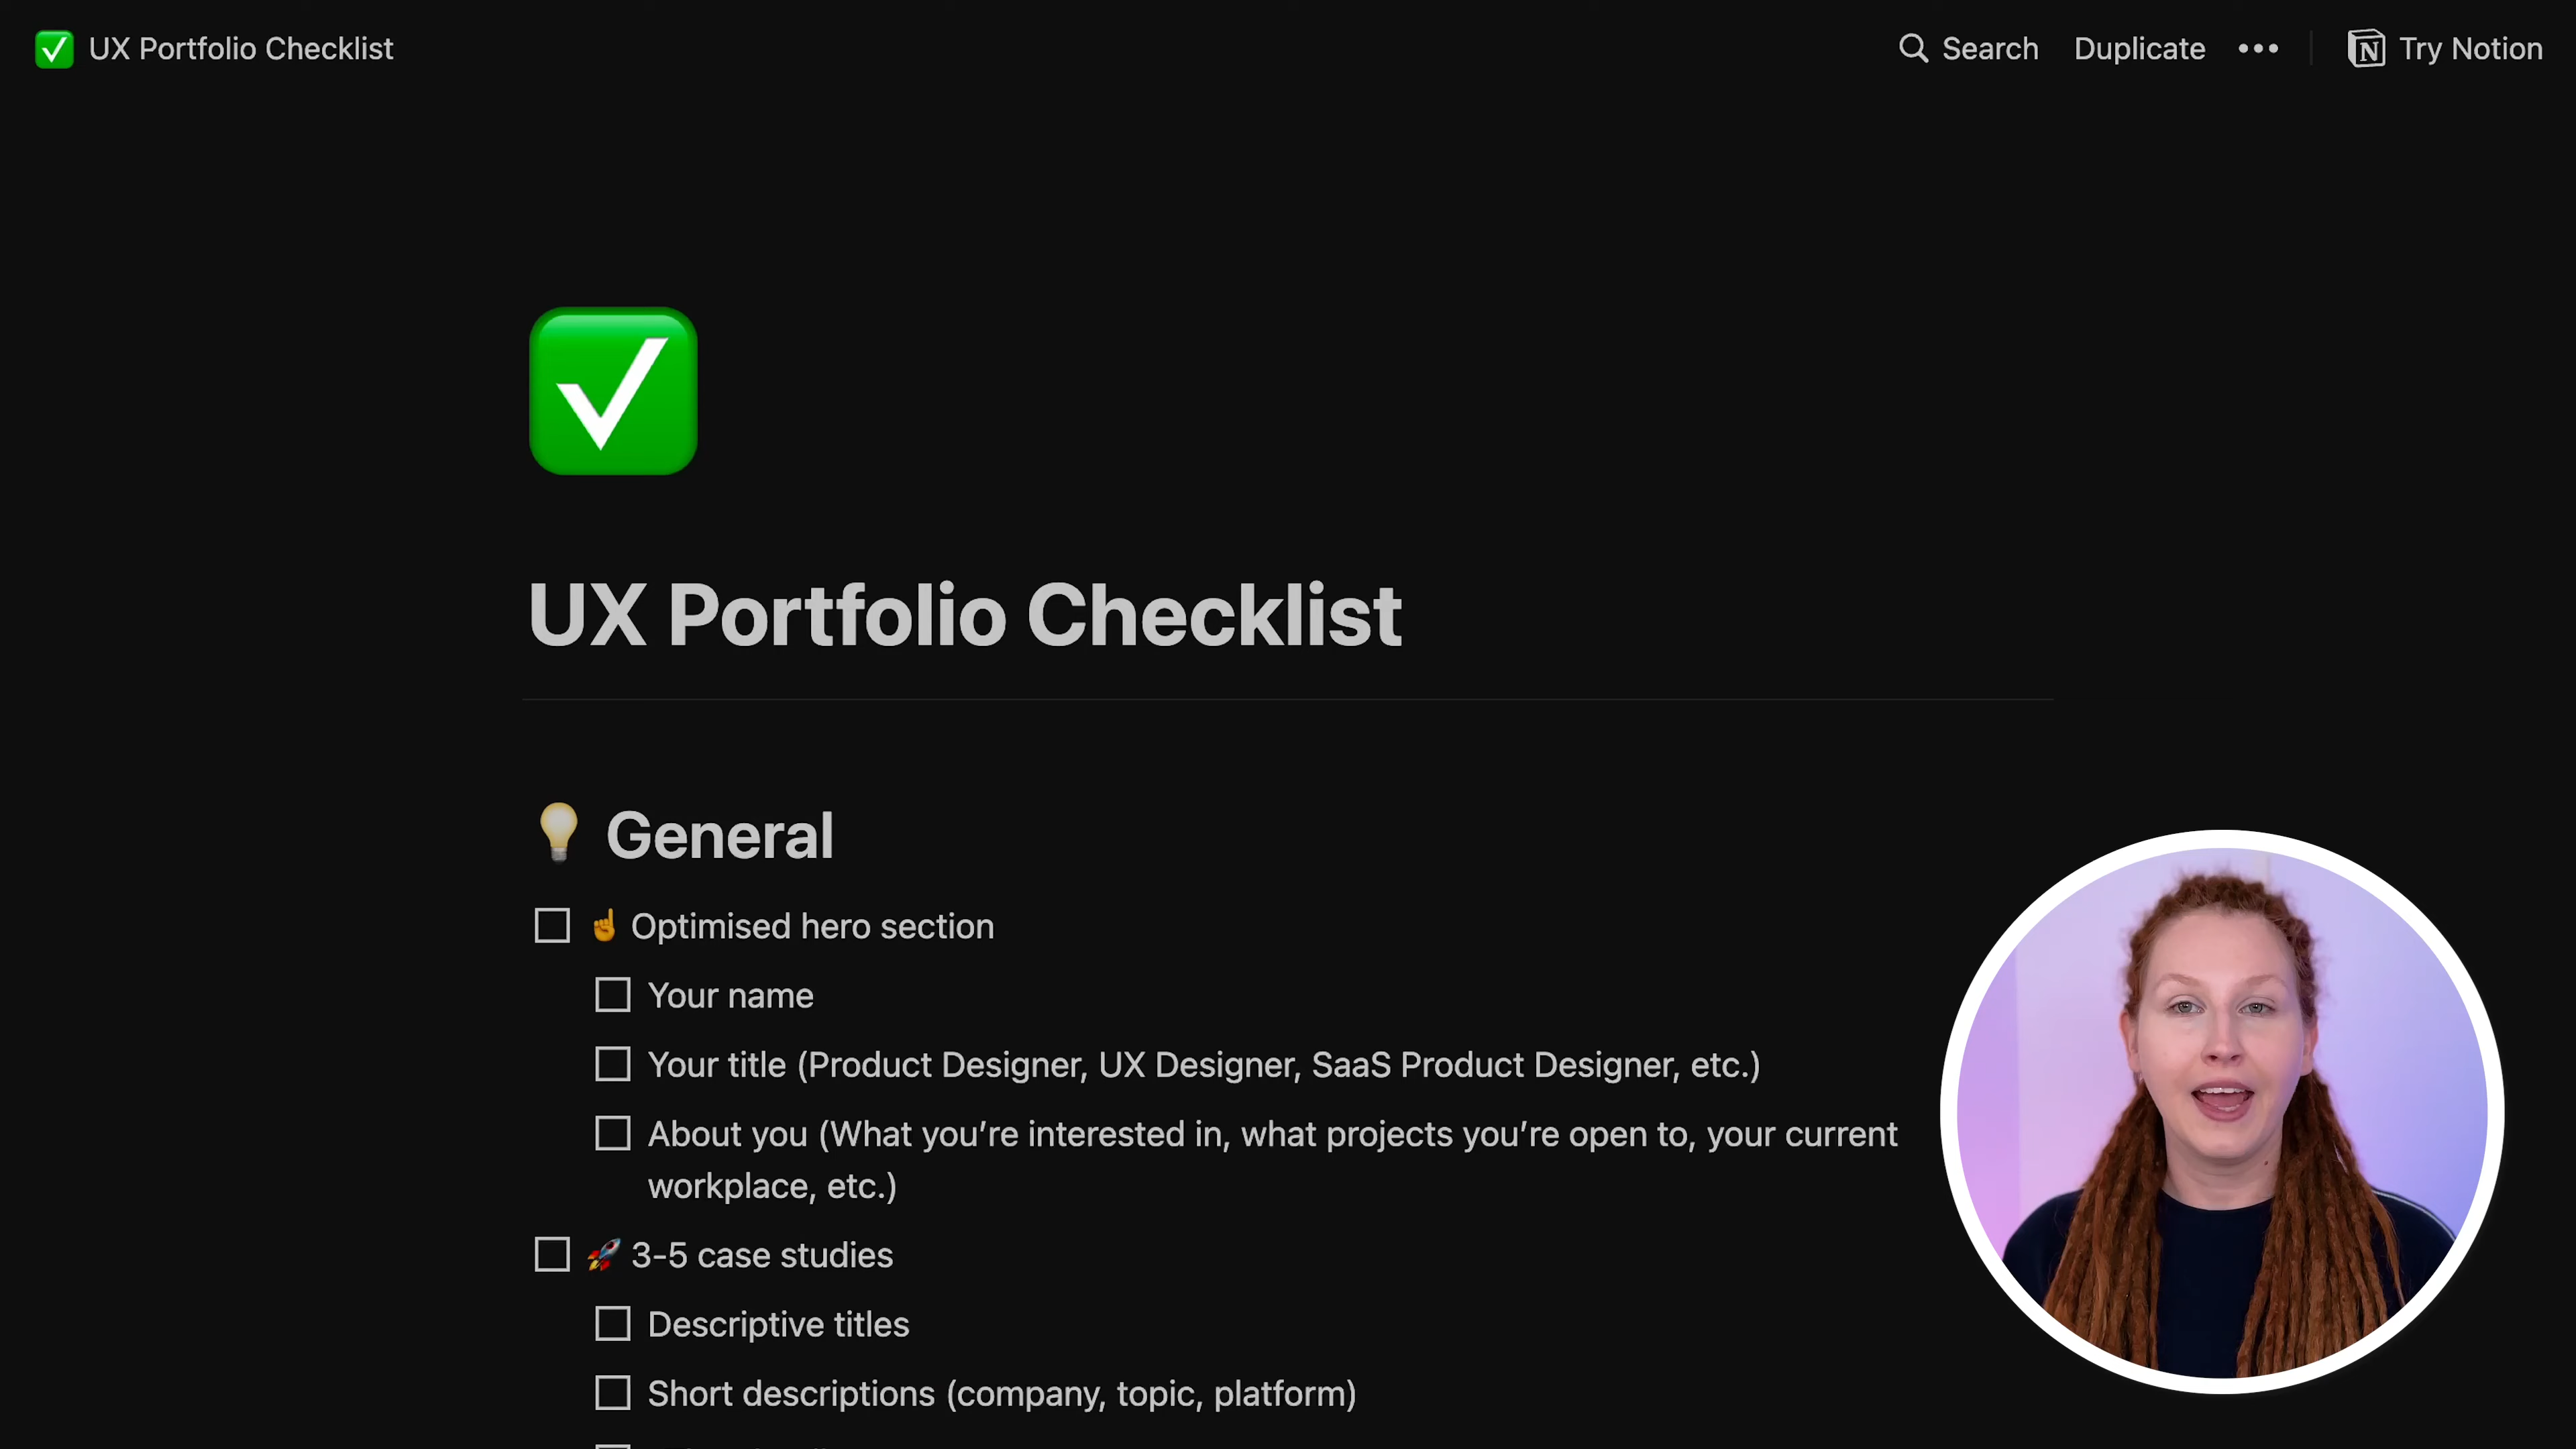 UX Portfolio Checklist
Search Duplicate Try Notion
UX Portfolio Checklist
General
Optimised hero section
Your name
Your title (Product Designer, UX Designer, SaaS Product Designer, etc.)
About you (What you’re interested in, what projects you’re open to, your current
workplace, etc.)
3-5 case studies
Descriptive titles
Short descriptions (company, topic, platform)